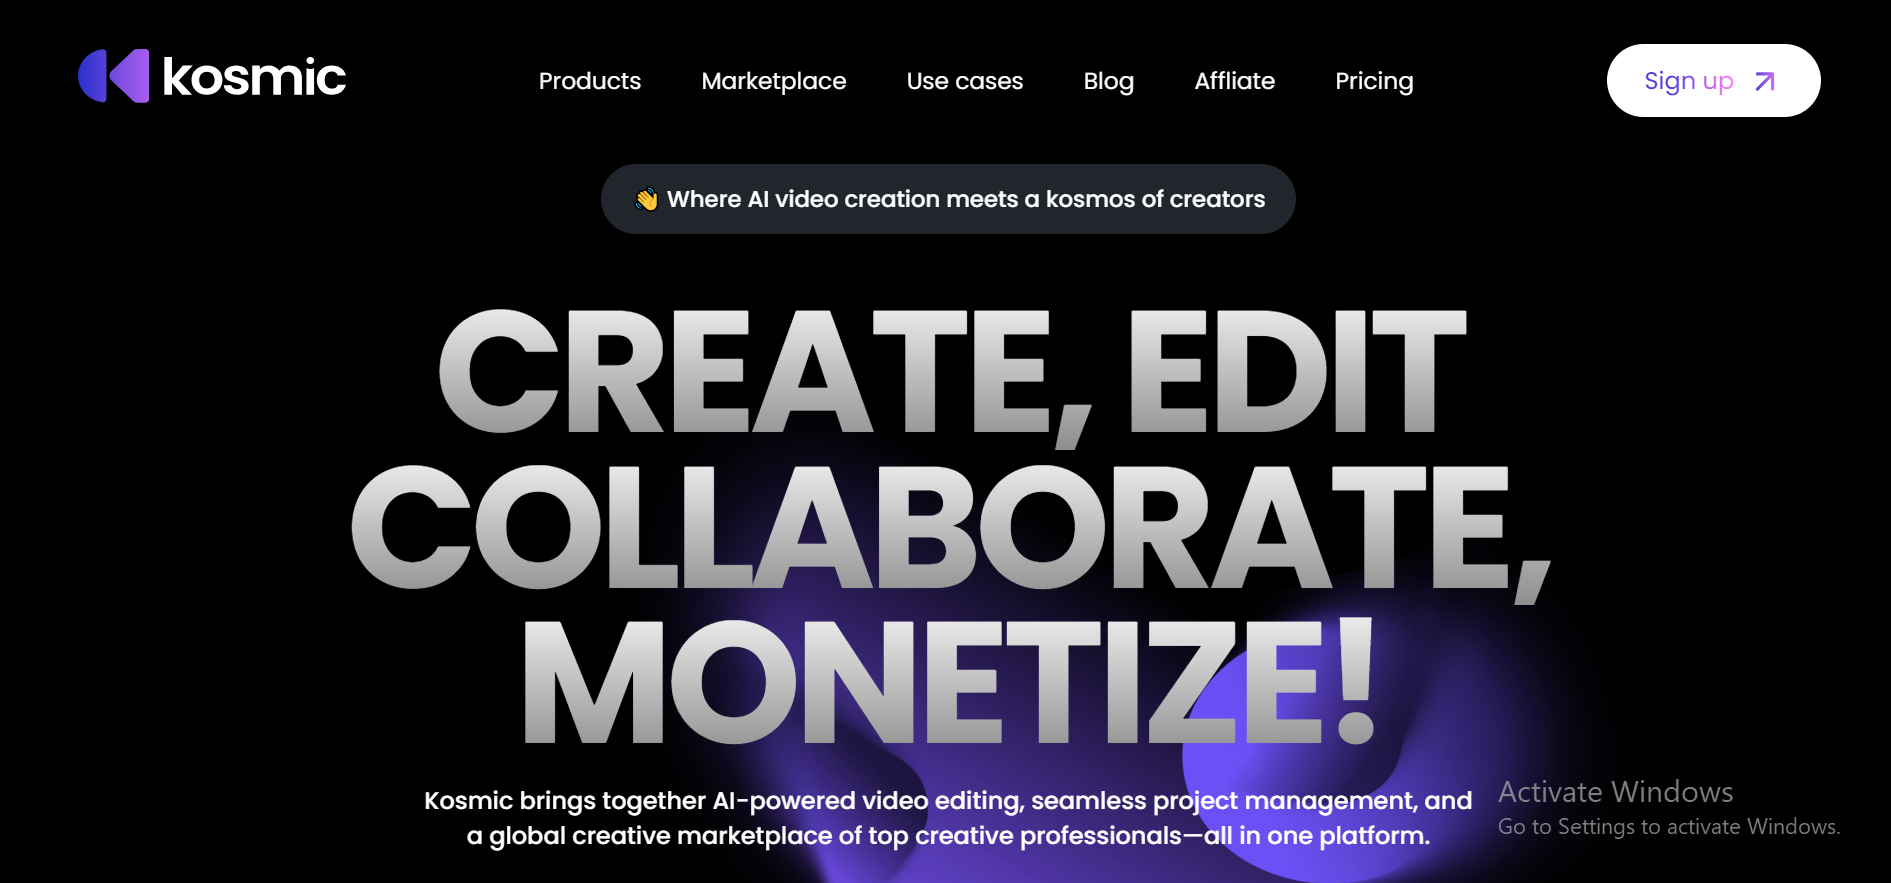 kosmic
Products Marketplace Use cases Blog Affliate Pricing
Sign up
👋 Where AI video creation meets a kosmos of creators
CREATE, EDIT
COLLABORATE,
MONETIZE!
Kosmic brings together AI-powered video editing, seamless project management, and
a global creative marketplace of top creative professionals—all in one platform.
Activate Windows
Go to Settings to activate Windows.